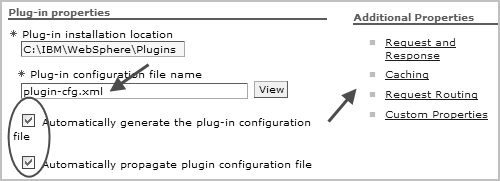 Plug-in properties
* Plug-in installation location
C:\IBM\WebSphere\Plugins
* Plug-in configuration file name
plugin-cfg.xml
View
Automatically generate the plug-in configuration
file
Automatically propagate plugin configuration file
Additional Properties
Request and
Response
Caching
Request Routing
Custom Properties